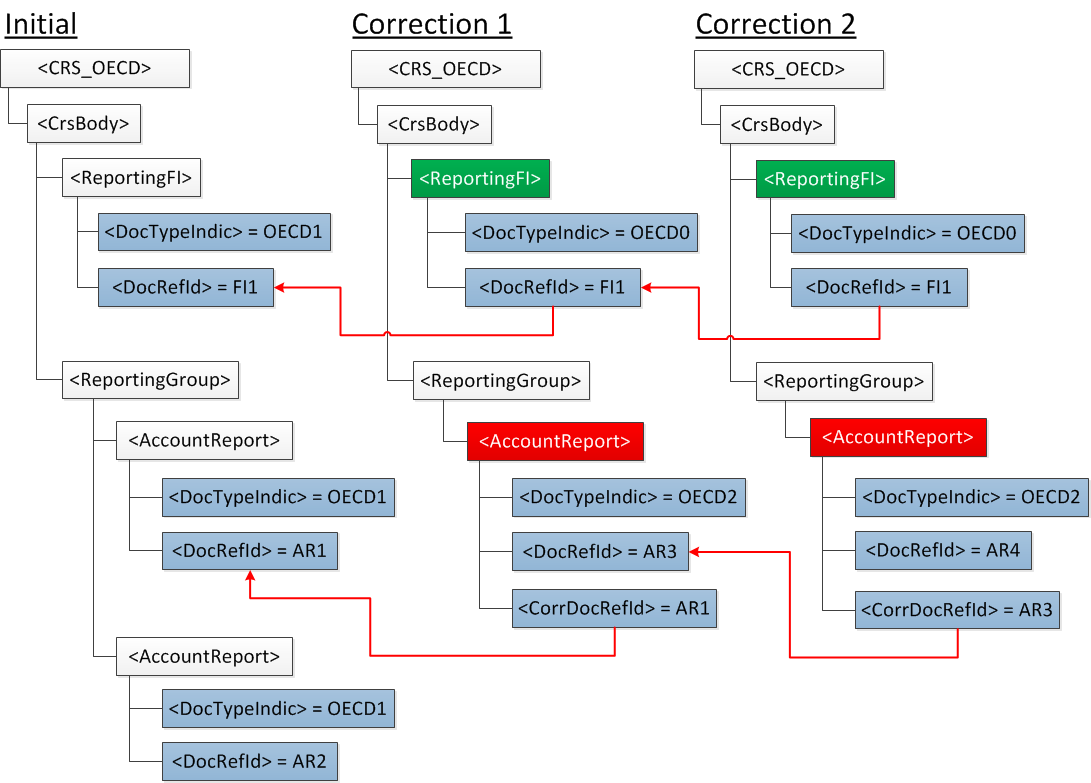 Initial
<CRS_OECD>
<CrsBody>
<ReportingFI>
<DocTypeIndic> = OECD1
<DocRefId> = FI1
<ReportingGroup>
<AccountReport>
<DocTypeIndic> = OECD1
<DocRefId> = AR1
<AccountReport>
<DocTypeIndic> = OECD1
<DocRefId> = AR2
Correction 1
<CRS_OECD>
<CrsBody>
<ReportingFI>
<DocTypeIndic> = OECD0
<DocRefId> = FI1
<ReportingGroup>
<AccountReport>
<DocTypeIndic> = OECD2
<DocRefId> = AR3
<CorrDocRefId> = AR1
Correction 2
<CRS_OECD>
<CrsBody>
<ReportingFI>
<DocTypeIndic> = OECD0
<DocRefId> = FI1
<ReportingGroup>
<AccountReport>
<DocTypeIndic> = OECD2
<DocRefId> = AR4
<CorrDocRefId> = AR3